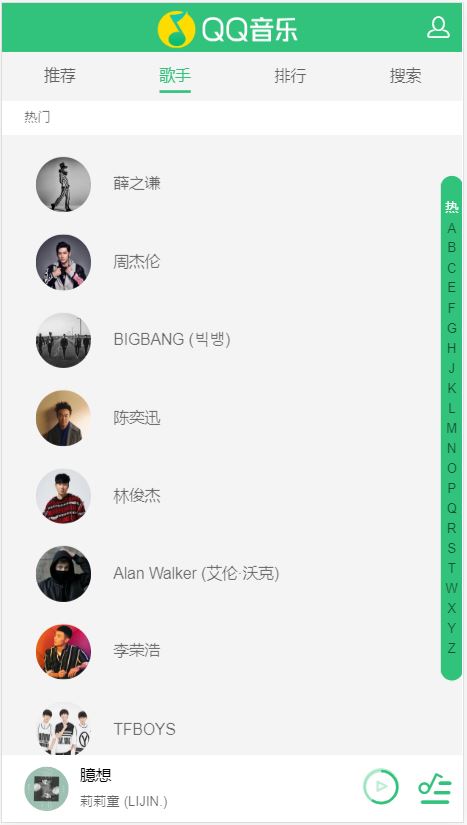 QQ音乐
推荐 歌手 排行 搜索
热门
薛之谦
周杰伦
BIGBANG (빅뱅)
陈奕迅
林俊杰
Alan Walker (艾伦·沃克)
李荣浩
TFBOYS
热
A
B
C
E
F
G
H
J
K
L
M
N
O
P
Q
R
S
T
W
X
Y
Z
臆想
莉莉童 (LIJIN.)